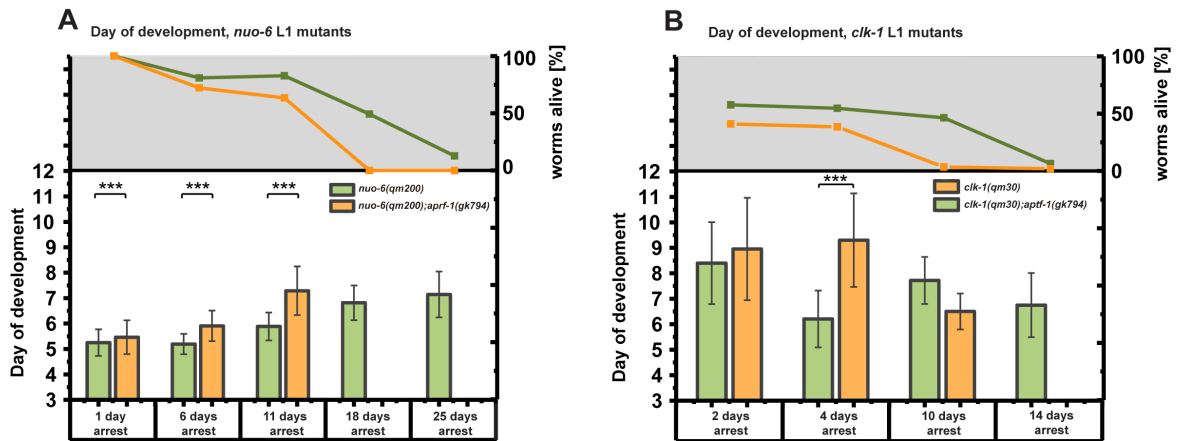 A
Day of development, nuo-6 L1 mutants
100
50
0
worms alive [%]
12
11
10
9
8
7
6
5
4
3
Day of development
***
***
***
nuo-6(qm200)
nuo-6(qm200);aprf-1(gk794)
1 day
arrest
6 days
arrest
11 days
arrest
18 days
arrest
25 days
arrest
B
Day of development, clk-1 L1 mutants
100
50
0
worms alive [%]
12
11
10
9
8
7
6
5
4
3
Day of development
***
clk-1(qm30)
clk-1(qm30);aptf-1(gk794)
2 days
arrest
4 days
arrest
10 days
arrest
14 days
arrest